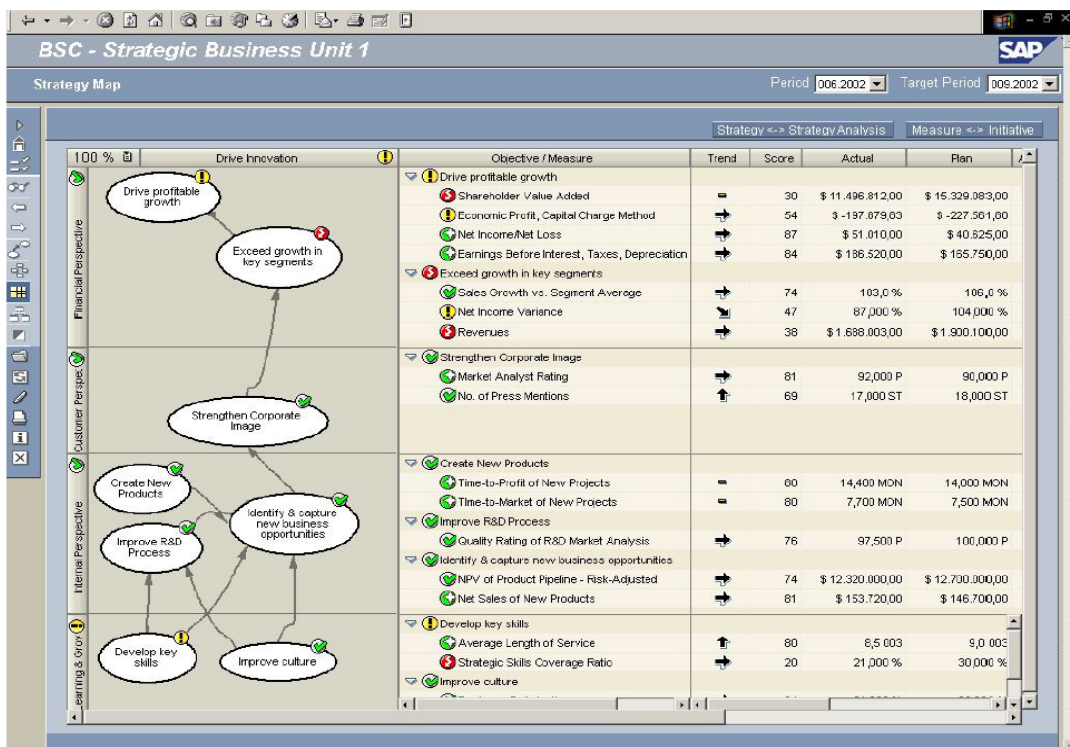 BSC - Strategic Business Unit 1
SAP
Strategy Map
Period 006.2002 Target Period 009.2002
Strategy <-> Strategy Analysis Measure <-> Initiative
100 % Drive Innovation Objective / Measure Trend Score Actual Plan
Financial Perspective
Drive profitable growth
Exceed growth in key segments
Drive profitable growth
Shareholder Value Added 30 $ 11.496.812,00 $ 15.329.083,00
Economic Profit, Capital Charge Method 54 $ -197.879,63 $ -227.561,60
Net Income/Net Loss 87 $ 51.010,00 $ 40.625,00
Earnings Before Interest, Taxes, Depreciation 84 $ 186.520,00 $ 165.750,00
Exceed growth in key segments
Sales Growth vs. Segment Average 74 103,0 % 106,0 %
Net Income Variance 47 87,000 % 104,000 %
Revenues 38 $ 1.688.003,00 $ 1.900.100,00
Customer Perspec
Strengthen Corporate Image
Strengthen Corporate Image
Market Analyst Rating 81 92,000 P 90,000 P
No. of Press Mentions 69 17,000 ST 18,000 ST
Internal Perspective
Create New Products
Identify & capture new business opportunities
Improve R&D Process
Create New Products
Time-to-Profit of New Projects 80 14,400 MON 14,000 MON
Time-to-Market of New Projects 80 7,700 MON 7,500 MON
Improve R&D Process
Quality Rating of R&D Market Analysis 76 97,500 P 100,000 P
Identify & capture new business opportunities
NPV of Product Pipeline - Risk-Adjusted 74 $ 12.320.000,00 $ 12.700.000,00
Net Sales of New Products 81 $ 153.720,00 $ 146.700,00
earning & Grov
Develop key skills
Improve culture
Develop key skills
Average Length of Service 80 8,5 003 9,0 003
Strategic Skills Coverage Ratio 20 21,000 % 30,000 %
Improve culture